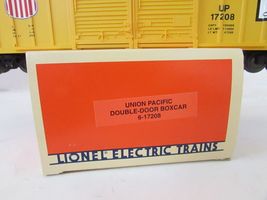 UP
17208
UNION PACIFIC
DOUBLE-DOOR BOXCAR
6-17208
LIONEL ELECTRIC TRAINS